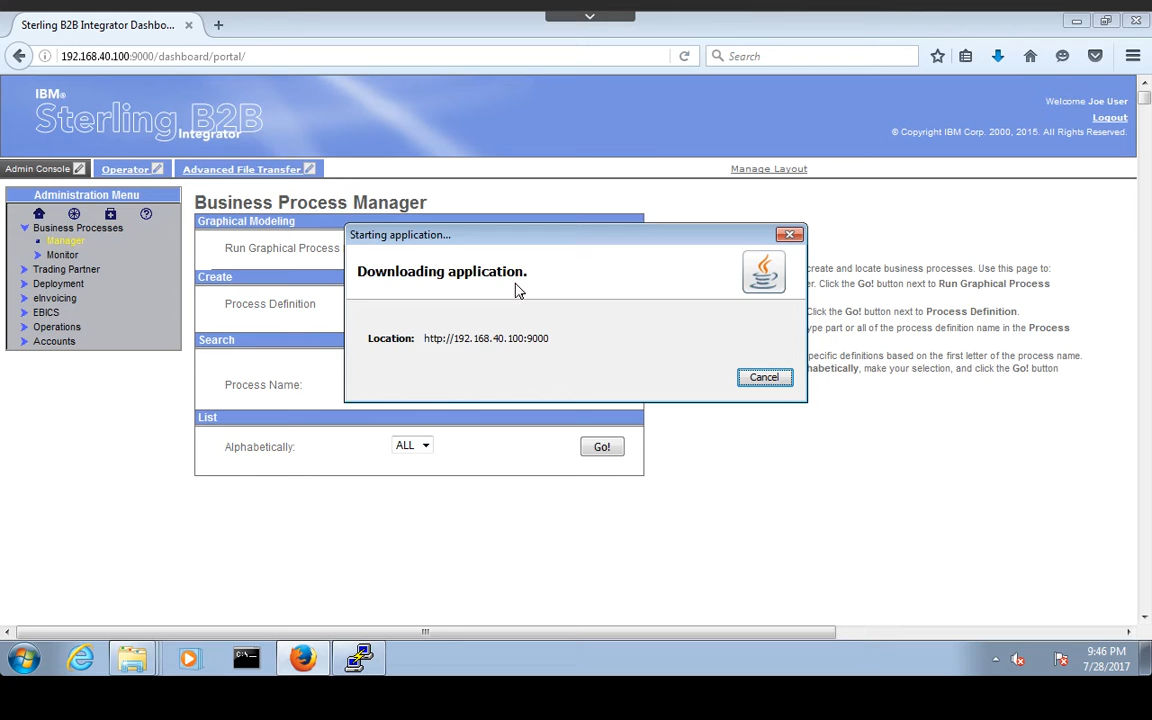 Sterling B2B Integrator Dashbo...
192.168.40.100:9000/dashboard/portal/
Search
IBM®
Sterling B2B
Integrator
Welcome Joe User
Logout
© Copyright IBM Corp. 2000, 2015. All Rights Reserved.
Admin Console
Operator
Advanced File Transfer
Manage Layout
Administration Menu
Business Processes
Manager
Monitor
Trading Partner
Deployment
eInvoicing
EBICS
Operations
Accounts
Business Process Manager
Graphical Modeling
Run Graphical Process
Create
Process Definition
Search
Process Name:
List
Alphabetically:
ALL
Go!
Starting application...
Downloading application.
Location: http://192.168.40.100:9000
Cancel
create and locate business processes. Use this page to:
r. Click the Go! button next to Run Graphical Process
Click the Go! button next to Process Definition.
ype part or all of the process definition name in the Process
pecific definitions based on the first letter of the process name.
lphabetically, make your selection, and click the Go! button
9:46 PM
7/28/2017